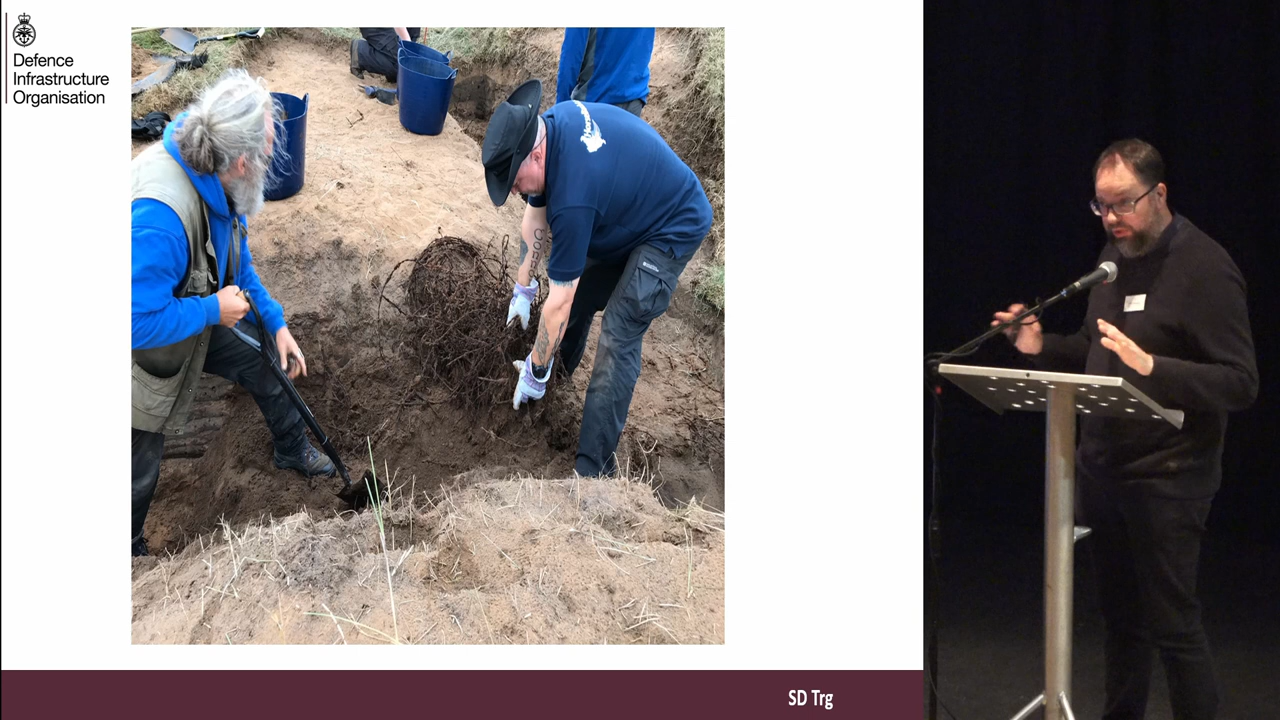 Defence
Infrastructure
Organisation
SD Trg